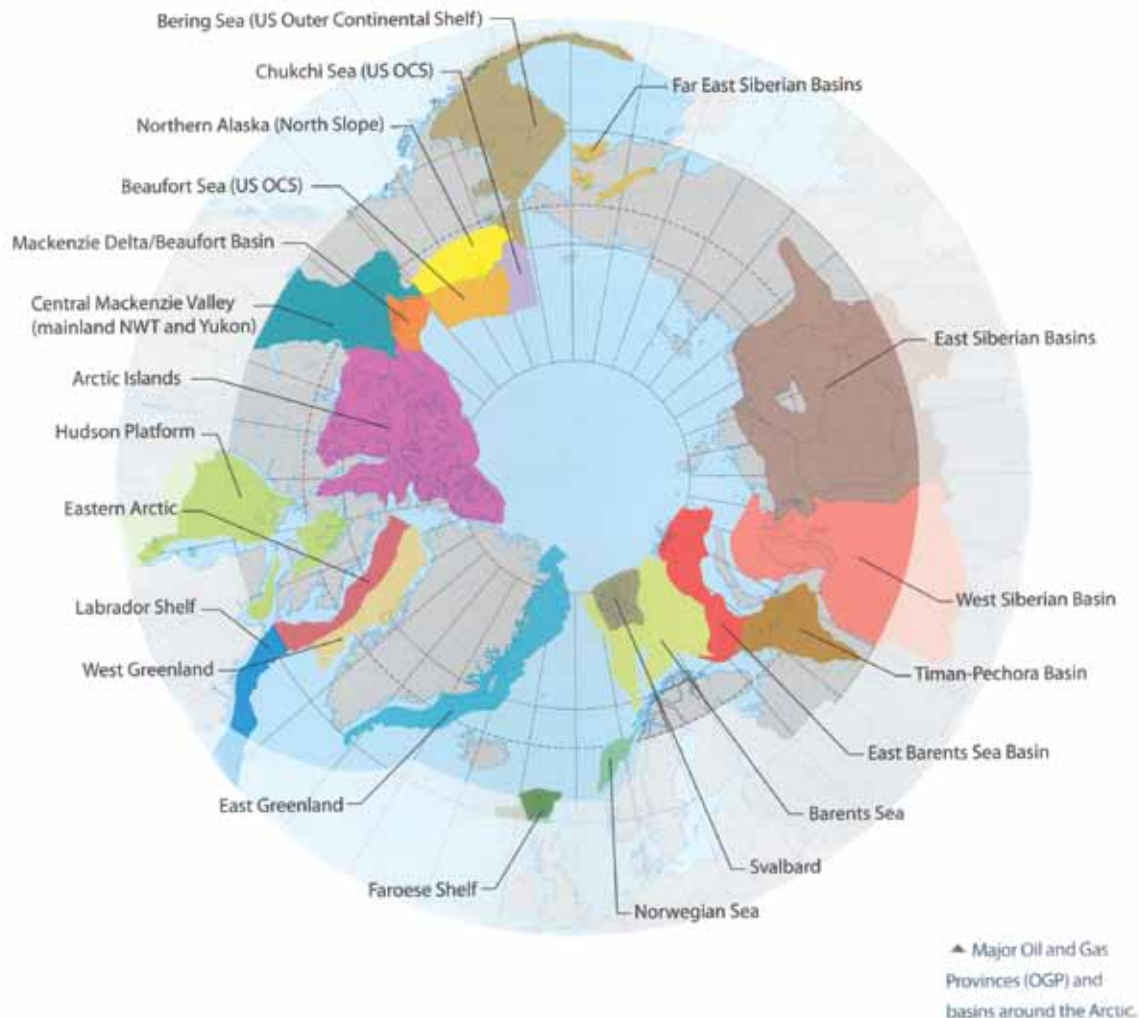 Bering Sea (US Outer Continental Shelf)
Chukchi Sea (US OCS)
Far East Siberian Basins
Northern Alaska (North Slope)
Beaufort Sea (US OCS)
Mackenzie Delta/Beaufort Basin
Central Mackenzie Valley
(mainland NWT and Yukon)
East Siberian Basins
Arctic Islands
Hudson Platform
Eastern Arctic
Labrador Shelf
West Siberian Basin
West Greenland
Timan-Pechora Basin
East Barents Sea Basin
East Greenland
Barents Sea
Svalbard
Faroese Shelf
Norwegian Sea
Major Oil and Gas
Provinces (OGP) and
basins around the Arctic.